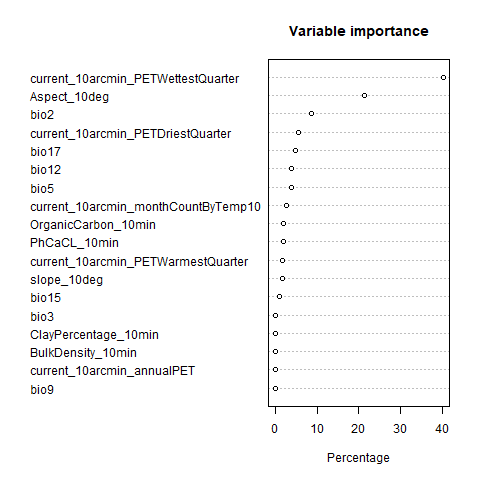 Variable importance
current_10arcmin_PETWettestQuarter
Aspect_10deg
bio2
current_10arcmin_PETDriestQuarter
bio17
bio12
bio5
current_10arcmin_monthCountByTemp10
OrganicCarbon_10min
PhCaCL_10min
current_10arcmin_PETWarmestQuarter
slope_10deg
bio15
bio3
ClayPercentage_10min
BulkDensity_10min
current_10arcmin_annualPET
bio9
0 10 20 30 40
Percentage